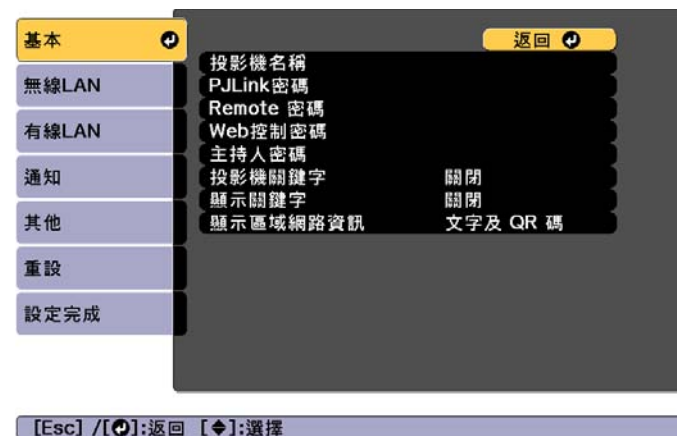 基本
無線LAN
有線LAN
通知
其他
重設
設定完成
返回
投影機名稱
PJLink密碼
Remote 密碼
Web控制密碼
主持人密碼
投影機關鍵字 關閉
顯示關鍵字 關閉
顯示區域網路資訊 文字及 QR 碼
[Esc] /[⏎]:返回 [◆]:選擇